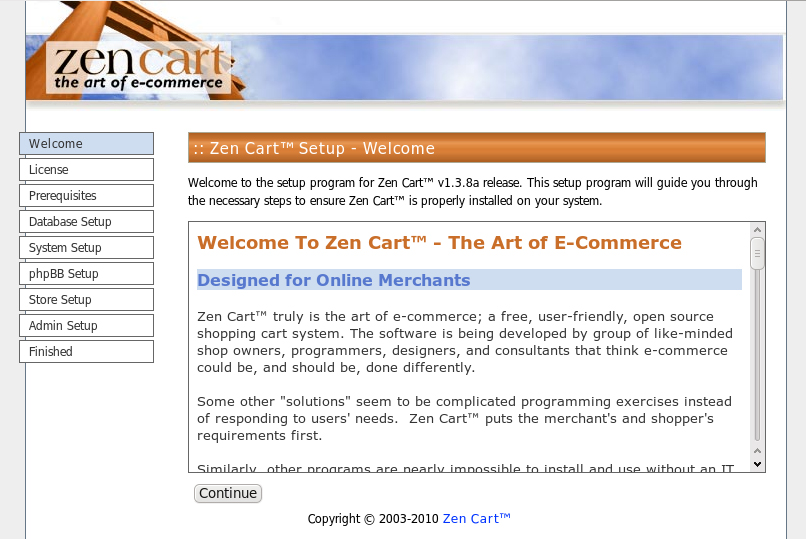 zencart
the art of e-commerce
Welcome
License
Prerequisites
Database Setup
System Setup
phpBB Setup
Store Setup
Admin Setup
Finished
:: Zen Cart™ Setup - Welcome
Welcome to the setup program for Zen Cart™ v1.3.8a release. This setup program will guide you through
the necessary steps to ensure Zen Cart™ is properly installed on your system.
Welcome To Zen Cart™ - The Art of E-Commerce
Designed for Online Merchants
Zen Cart™ truly is the art of e-commerce; a free, user-friendly, open source
shopping cart system. The software is being developed by group of like-minded
shop owners, programmers, designers, and consultants that think e-commerce
could be, and should be, done differently.
Some other "solutions" seem to be complicated programming exercises instead
of responding to users' needs.  Zen Cart™ puts the merchant's and shopper's
requirements first.
Similarly, other programs are nearly impossible to install and use without an IT
Continue
Copyright © 2003-2010 Zen Cart™